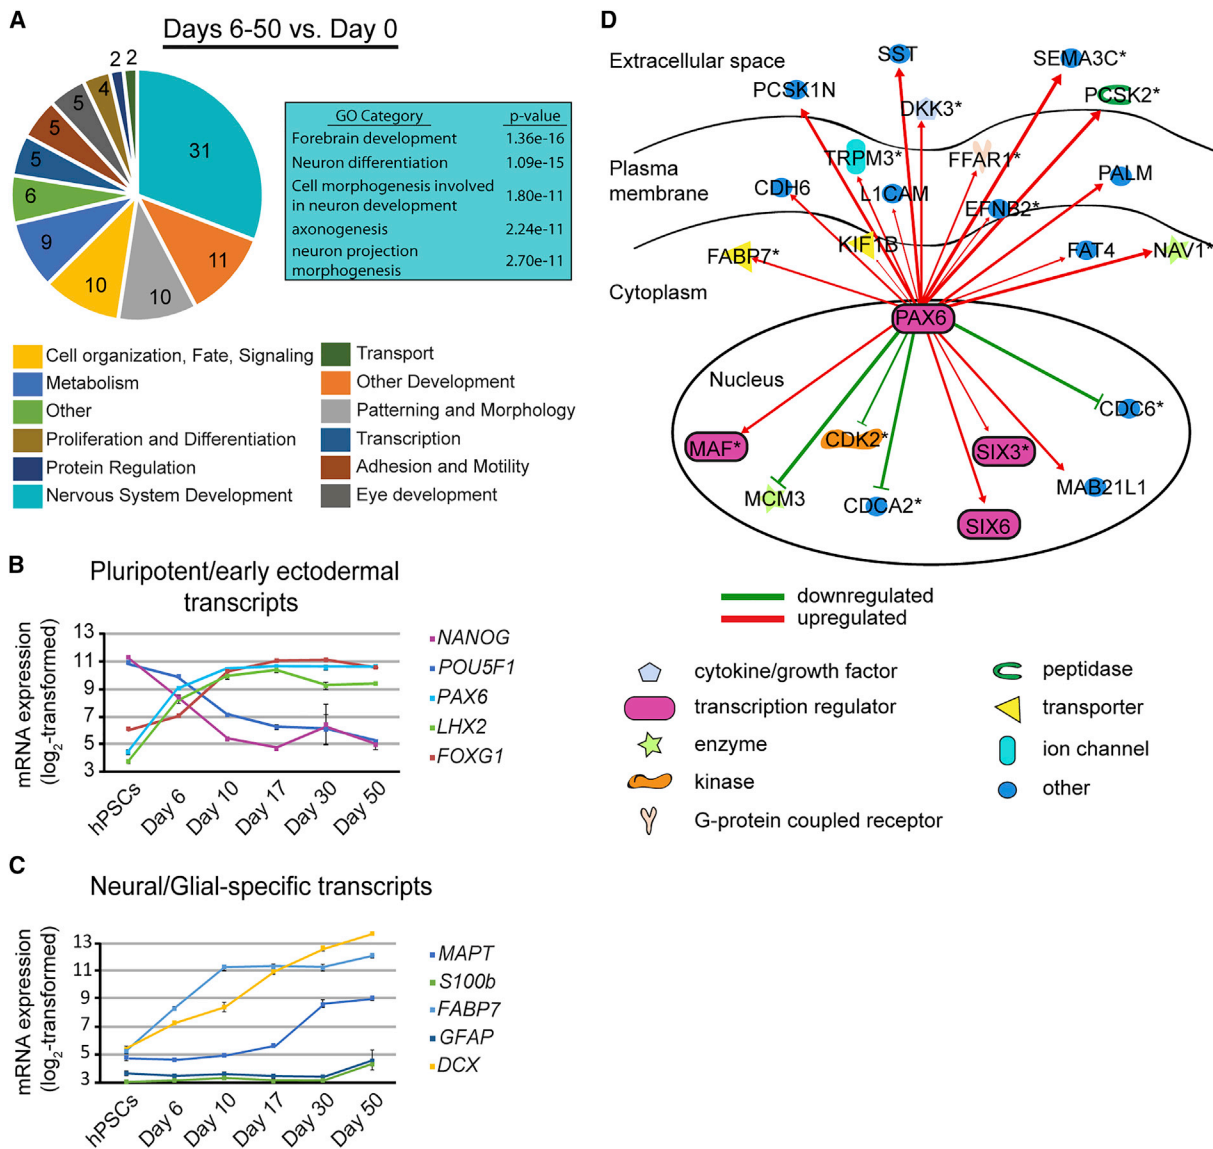 A
Days 6-50 vs. Day 0
31
11
10
10
9
6
5
5
5
4
2
2
GO Category p-value
Forebrain development 1.36e-16
Neuron differentiation 1.09e-15
Cell morphogenesis involved
in neuron development 1.80e-11
axonogenesis 2.24e-11
neuron projection
morphogenesis 2.70e-11
Cell organization, Fate, Signaling
Metabolism
Other
Proliferation and Differentiation
Protein Regulation
Nervous System Development
Transport
Other Development
Patterning and Morphology
Transcription
Adhesion and Motility
Eye development
B
Pluripotent/early ectodermal
transcripts
mRNA expression
(log2-transformed)
13
11
9
7
5
3
hPSCs
Day 6
Day 10
Day 17
Day 30
Day 50
NANOG
POU5F1
PAX6
LHX2
FOXG1
C
Neural/Glial-specific transcripts
mRNA expression
(log2-transformed)
13
11
9
7
5
3
hPSCs
Day 6
Day 10
Day 17
Day 30
Day 50
MAPT
S100b
FABP7
GFAP
DCX
D
Extracellular space
SST
SEMA3C*
PCSK1N
DKK3*
PCSK2*
Plasma
membrane
TRPM3*
FFAR1*
CDH6
L1CAM
PALM
EFNB2*
KIF1B
FABP7*
FAT4
NAV1*
Cytoplasm
PAX6
Nucleus
CDC6*
MAF*
CDK2*
SIX3*
MCM3
CDCA2*
MAB21L1
SIX6
downregulated
upregulated
cytokine/growth factor
transcription regulator
enzyme
kinase
G-protein coupled receptor
peptidase
transporter
ion channel
other